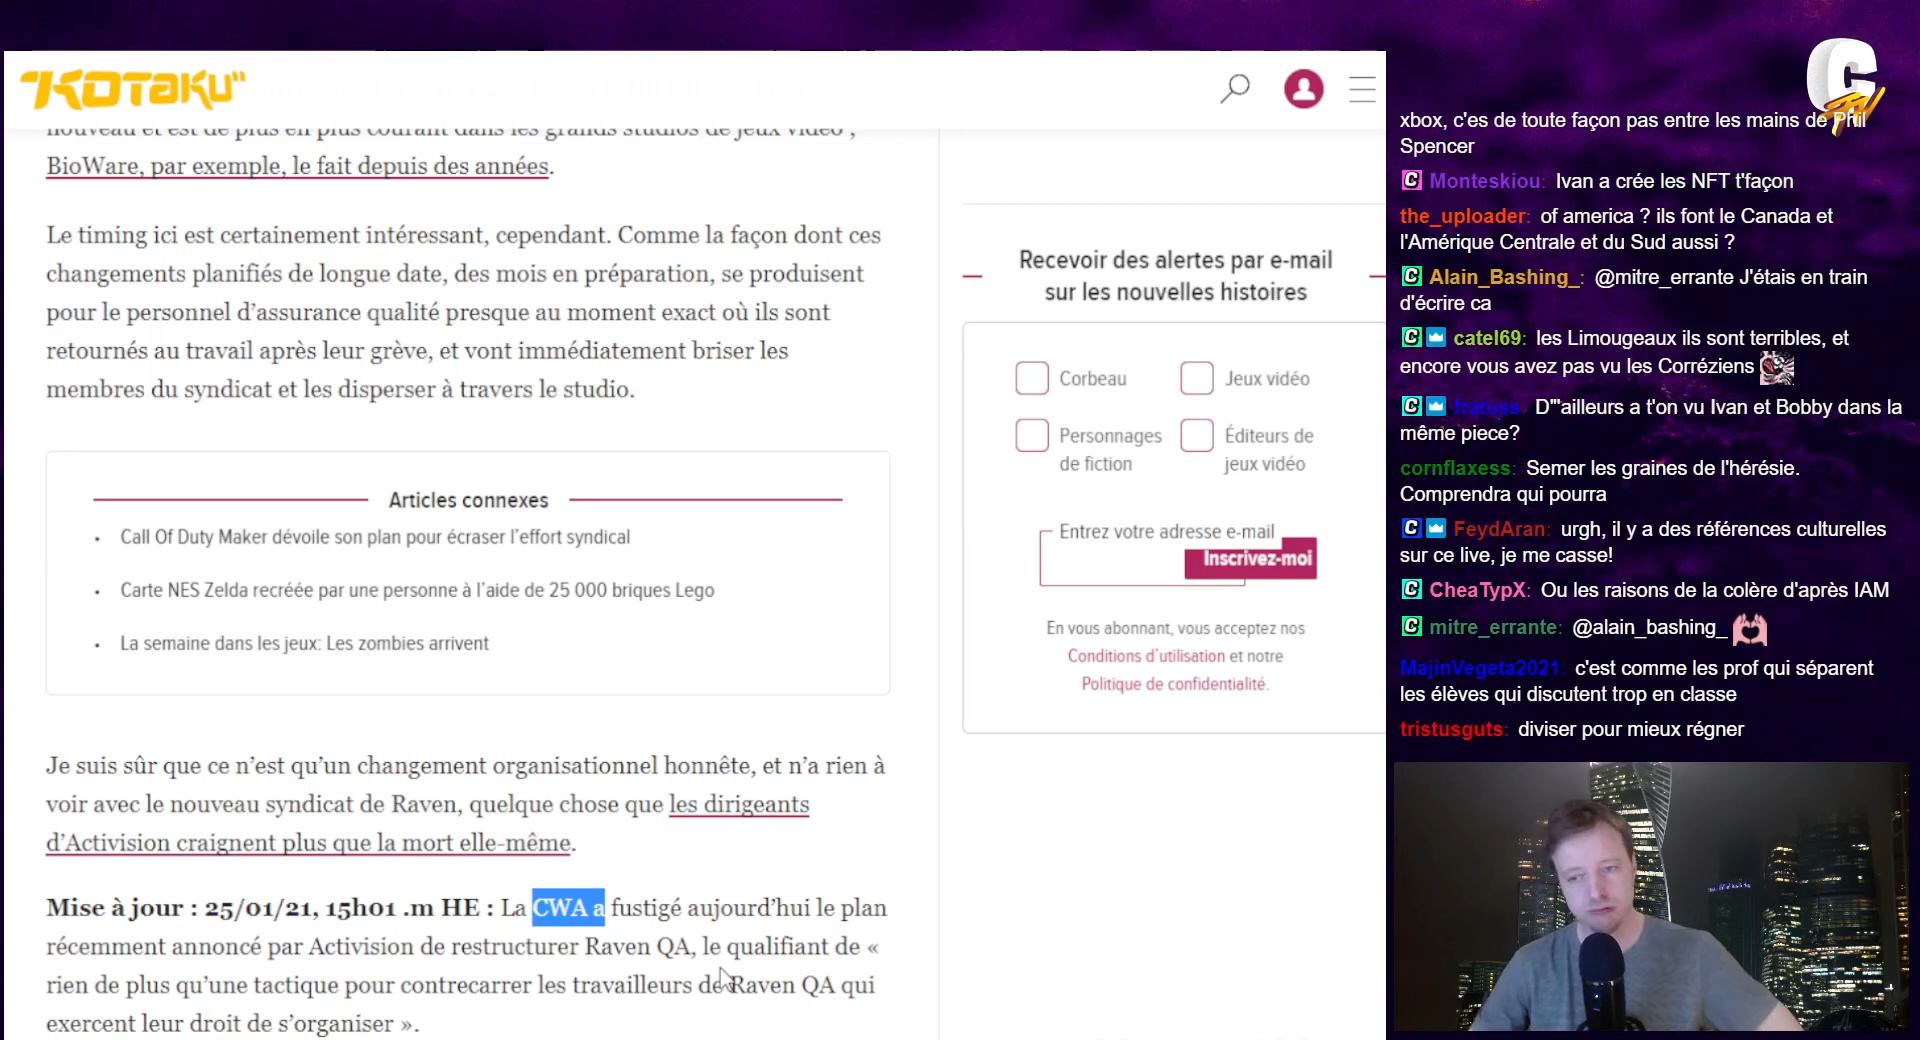 "KOTAKU"
nouveau et est de plus en plus courant dans les grands studios de jeux vidéo ;
BioWare, par exemple, le fait depuis des années.
Le timing ici est certainement intéressant, cependant. Comme la façon dont ces
changements planifiés de longue date, des mois en préparation, se produisent
pour le personnel d’assurance qualité presque au moment exact où ils sont
retournés au travail après leur grève, et vont immédiatement briser les
membres du syndicat et les disperser à travers le studio.
Articles connexes
• Call Of Duty Maker dévoile son plan pour écraser l’effort syndical
• Carte NES Zelda recréée par une personne à l’aide de 25 000 briques Lego
• La semaine dans les jeux: Les zombies arrivent
Je suis sûr que ce n’est qu’un changement organisationnel honnête, et n’a rien à
voir avec le nouveau syndicat de Raven, quelque chose que les dirigeants
d’Activision craignent plus que la mort elle-même.
Mise à jour : 25/01/21, 15h01 .m HE : La CWA a fustigé aujourd’hui le plan
récemment annoncé par Activision de restructurer Raven QA, le qualifiant de «
rien de plus qu’une tactique pour contrecarrer les travailleurs de Raven QA qui
exercent leur droit de s’organiser ».
Recevoir des alertes par e-mail
sur les nouvelles histoires
Corbeau
Jeux vidéo
Personnages
de fiction
Éditeurs de
jeux vidéo
Entrez votre adresse e-mail
Inscrivez-moi
En vous abonnant, vous acceptez nos
Conditions d’utilisation et notre
Politique de confidentialité.
C TV
xbox, c'es de toute façon pas entre les mains de Phil
Spencer
Monteskiou: Ivan a crée les NFT t'façon
the_uploader: of america ? ils font le Canada et
l'Amérique Centrale et du Sud aussi ?
Alain_Bashing_: @mitre_errante J'étais en train
d'écrire ca
catel69: les Limougeaux ils sont terribles, et
encore vous avez pas vu les Corréziens
fratuss: D'"ailleurs a t'on vu Ivan et Bobby dans la
même piece?
cornflaxess: Semer les graines de l'hérésie.
Comprendra qui pourra
FeydAran: urgh, il y a des références culturelles
sur ce live, je me casse!
CheaTypX: Ou les raisons de la colère d'après IAM
mitre_errante: @alain_bashing_
MajinVegeta2021: c'est comme les prof qui séparent
les élèves qui discutent trop en classe
tristusguts: diviser pour mieux régner